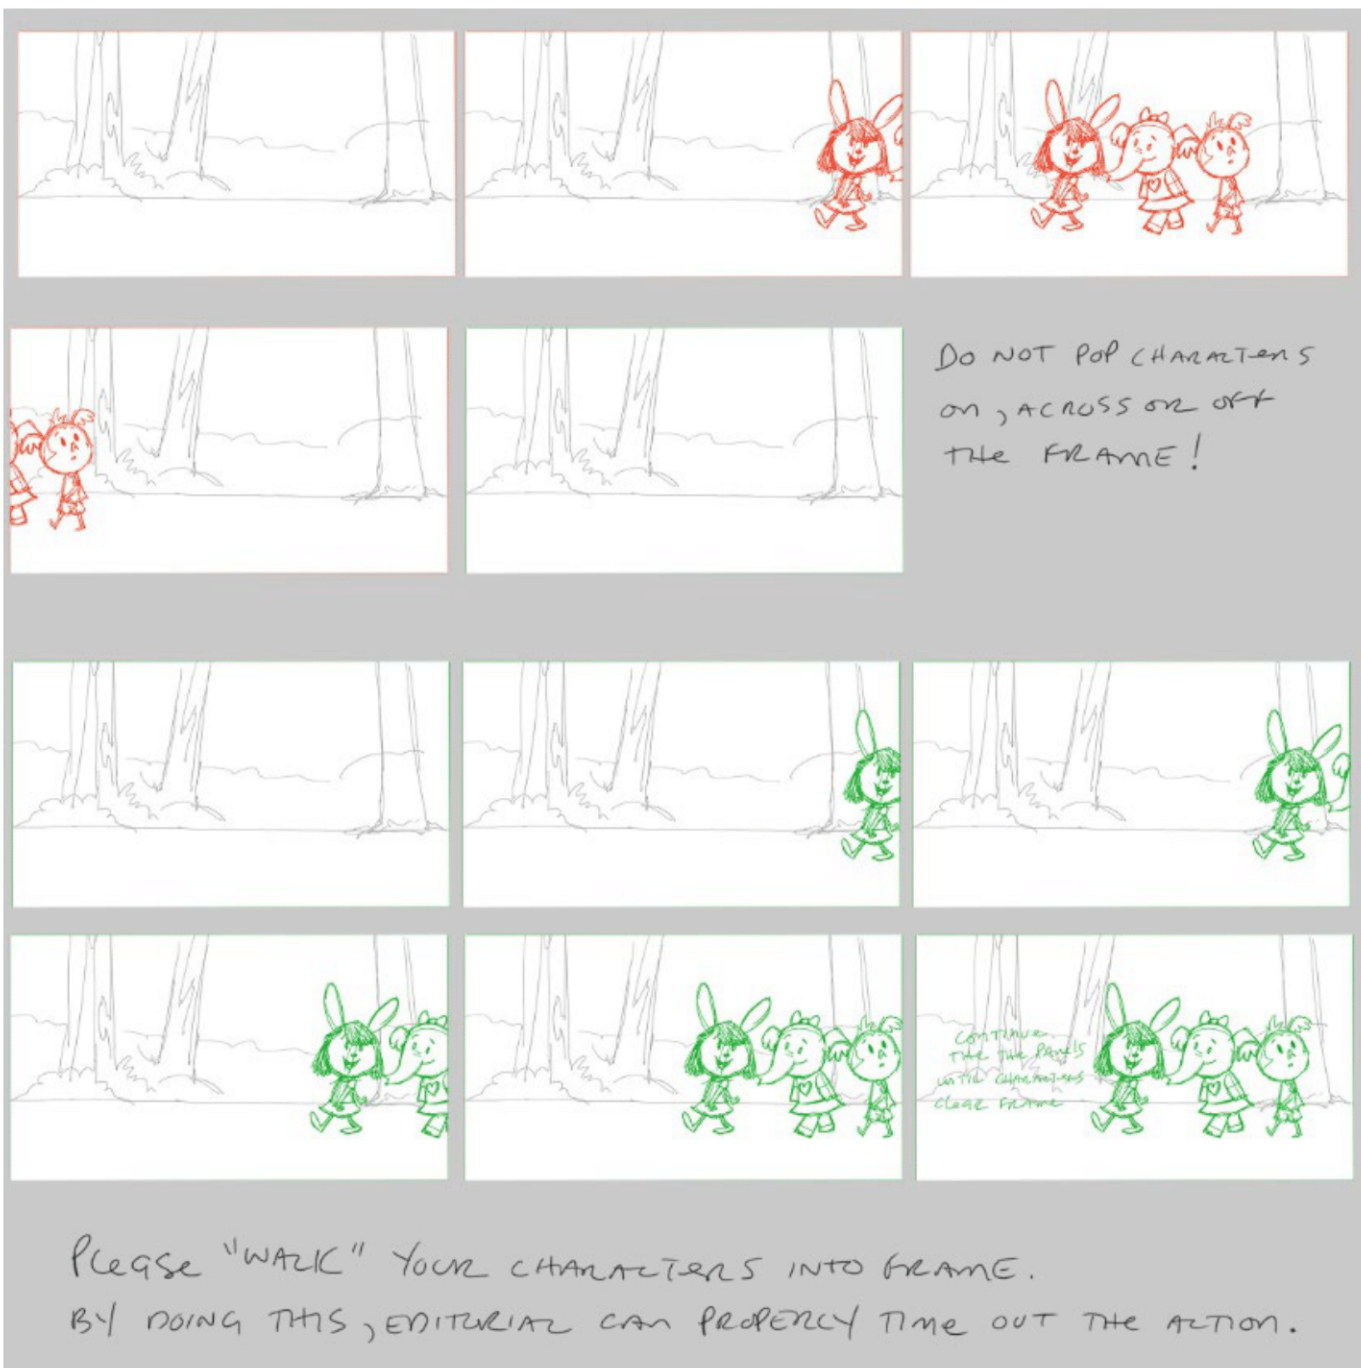 DO NOT POP CHARACTERS
ON, ACROSS OR OFF
THE FRAME!
CONTINUE
THE PANELS
UNTIL CHARACTERS
CLEAR FRAME
Please "WALK" YOUR CHARACTERS INTO FRAME.
BY DOING THIS, EDITORIAL CAN PROPERLY TIME OUT THE ACTION.